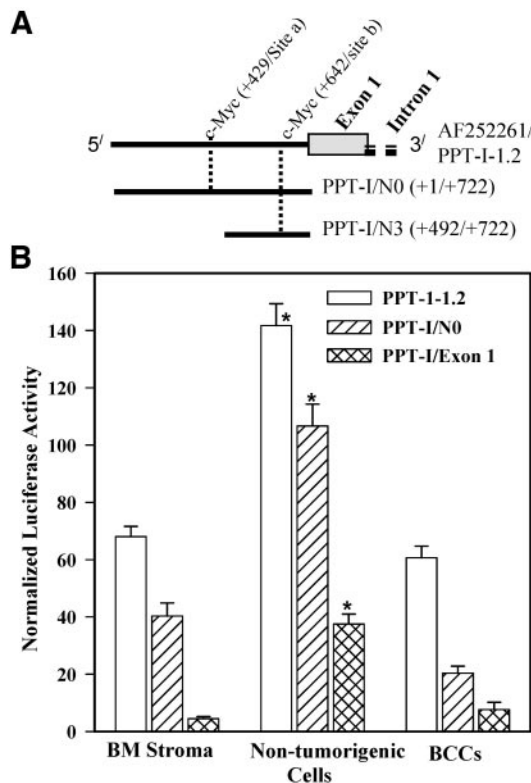 A
c-Myc (+429/Site a)
c-Myc (+642/site b)
Exon 1
Intron 1
5/
3/
AF252261/
PPT-I-1.2
PPT-I/N0 (+1/+722)
PPT-I/N3 (+492/+722)
B
Normalized Luciferase Activity
160
140
120
100
80
60
40
20
0
PPT-1-1.2
PPT-I/N0
PPT-I/Exon 1
*
*
*
BM Stroma
Non-tumorigenic
Cells
BCCs